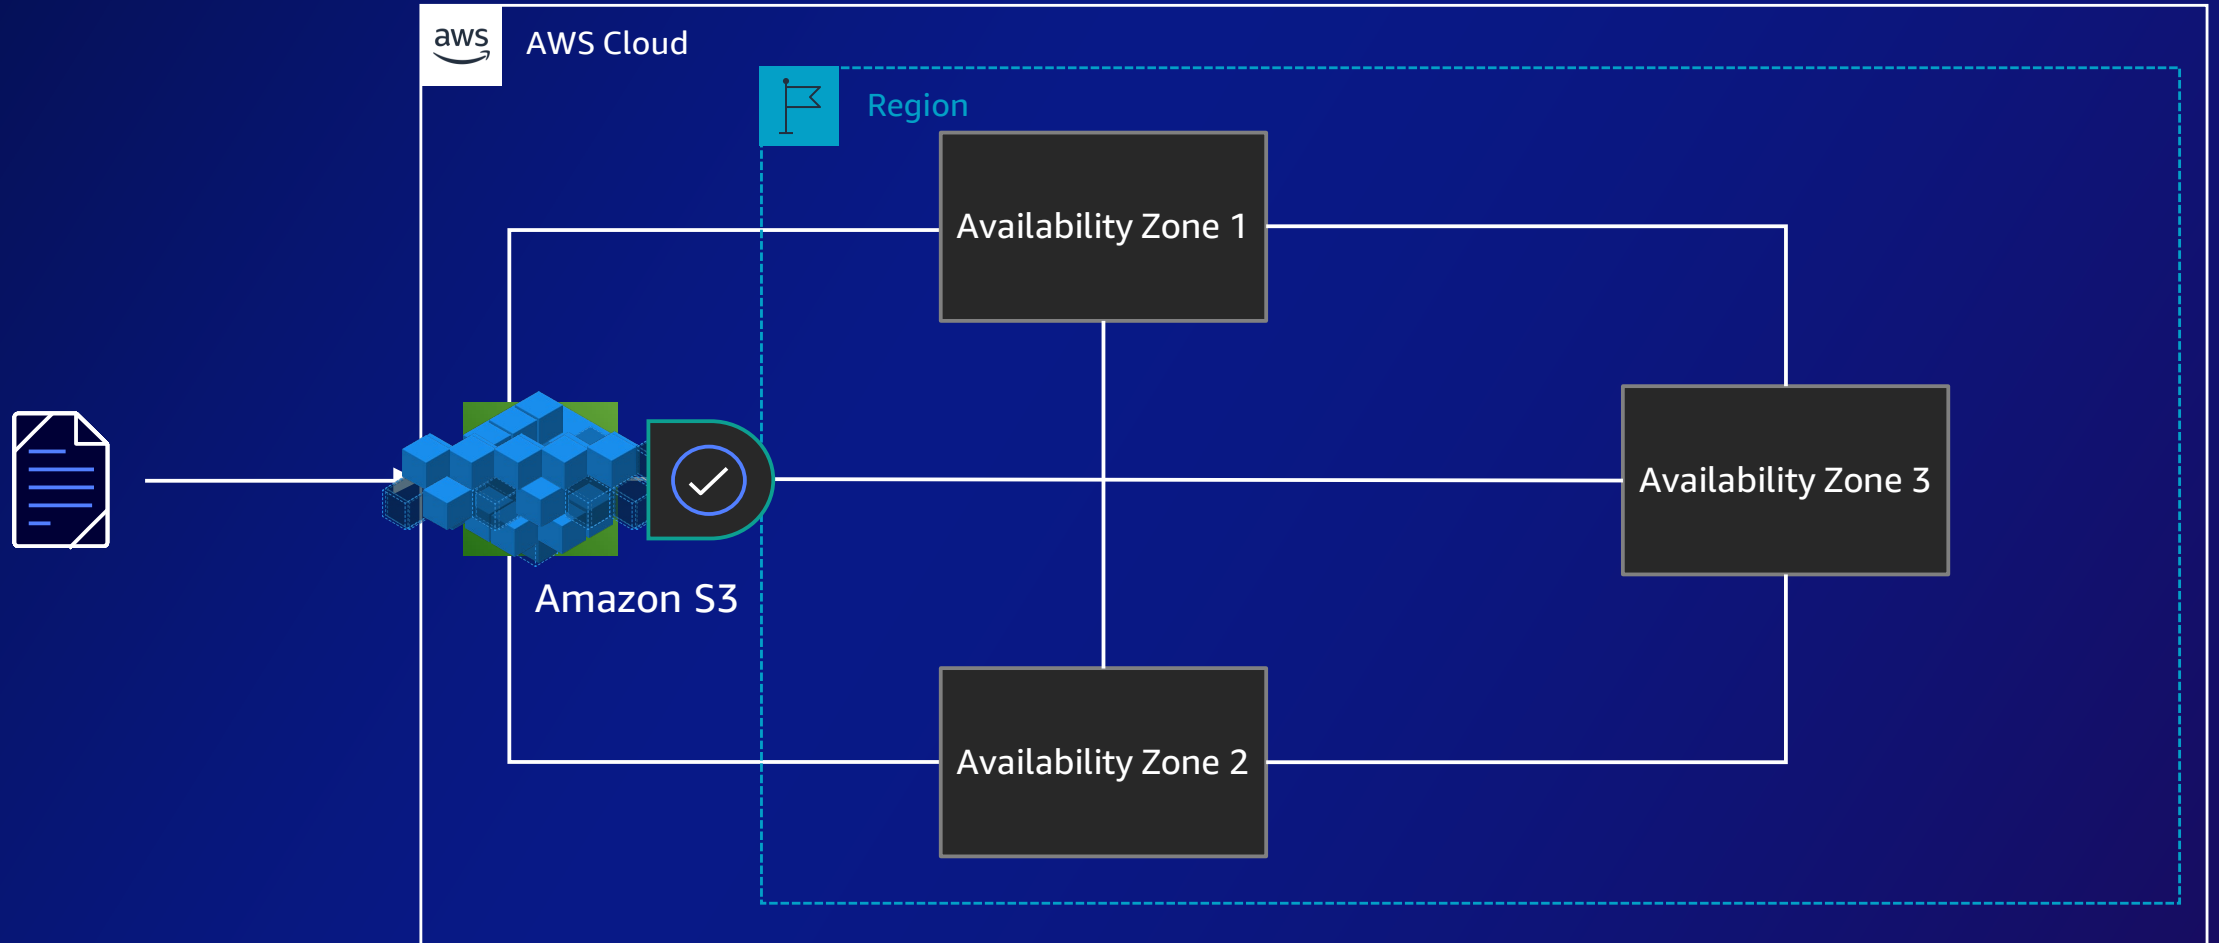 aws
AWS Cloud
Region
Availability Zone 1
Availability Zone 3
Amazon S3
Availability Zone 2